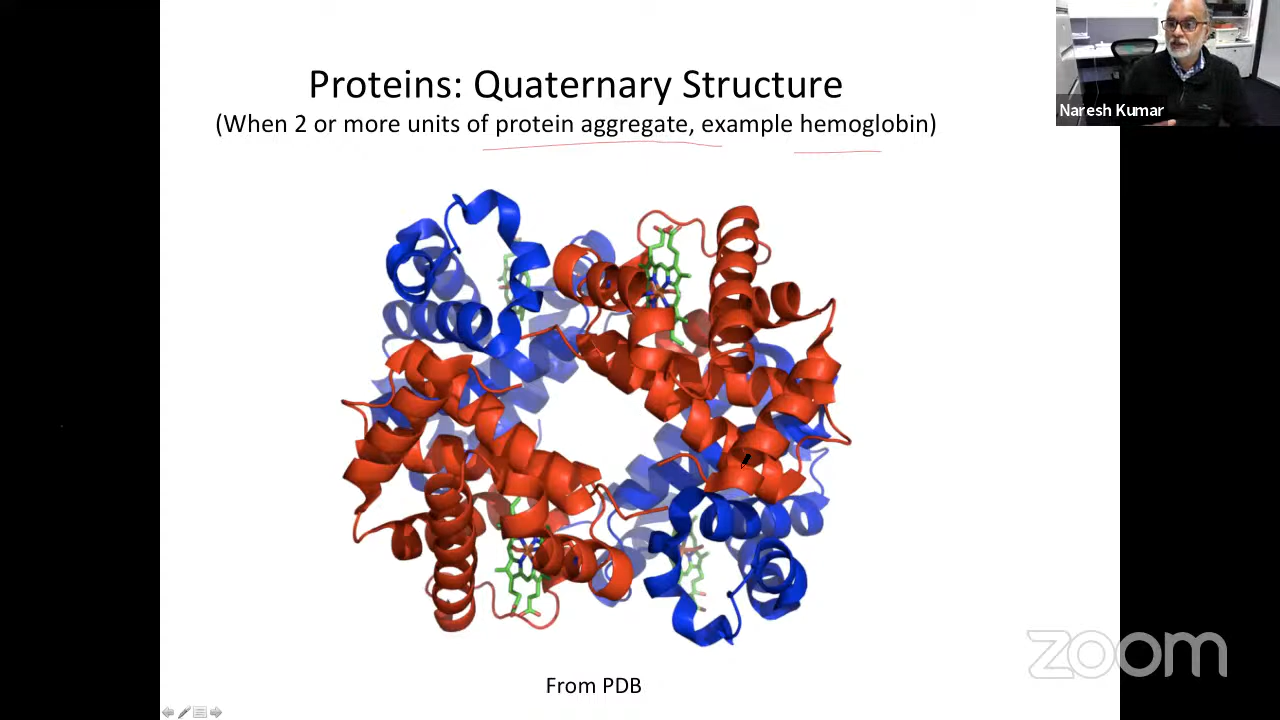 Proteins: Quaternary Structure
(When 2 or more units of protein aggregate, example hemoglobin)
Naresh Kumar
From PDB
zoom